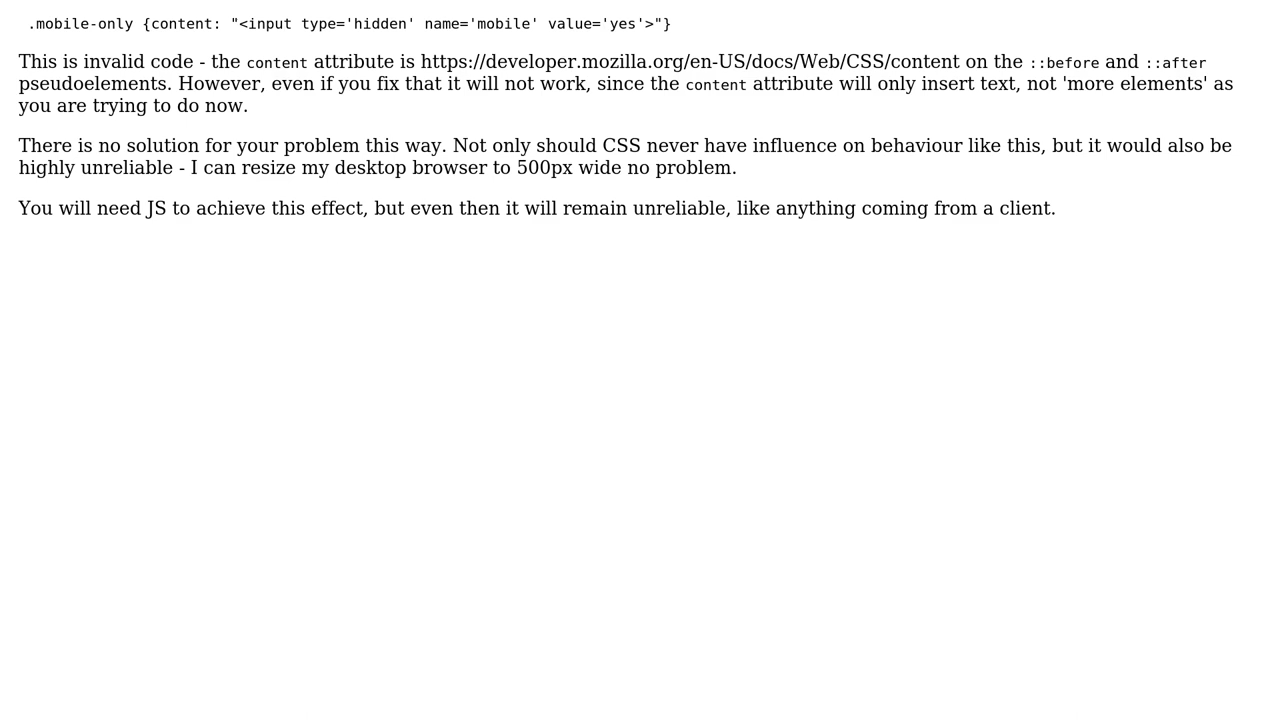 .mobile-only {content: "<input type='hidden' name='mobile' value='yes'>"}
This is invalid code - the content attribute is https://developer.mozilla.org/en-US/docs/Web/CSS/content on the ::before and ::after
pseudoelements. However, even if you fix that it will not work, since the content attribute will only insert text, not 'more elements' as
you are trying to do now.
There is no solution for your problem this way. Not only should CSS never have influence on behaviour like this, but it would also be
highly unreliable - I can resize my desktop browser to 500px wide no problem.
You will need JS to achieve this effect, but even then it will remain unreliable, like anything coming from a client.